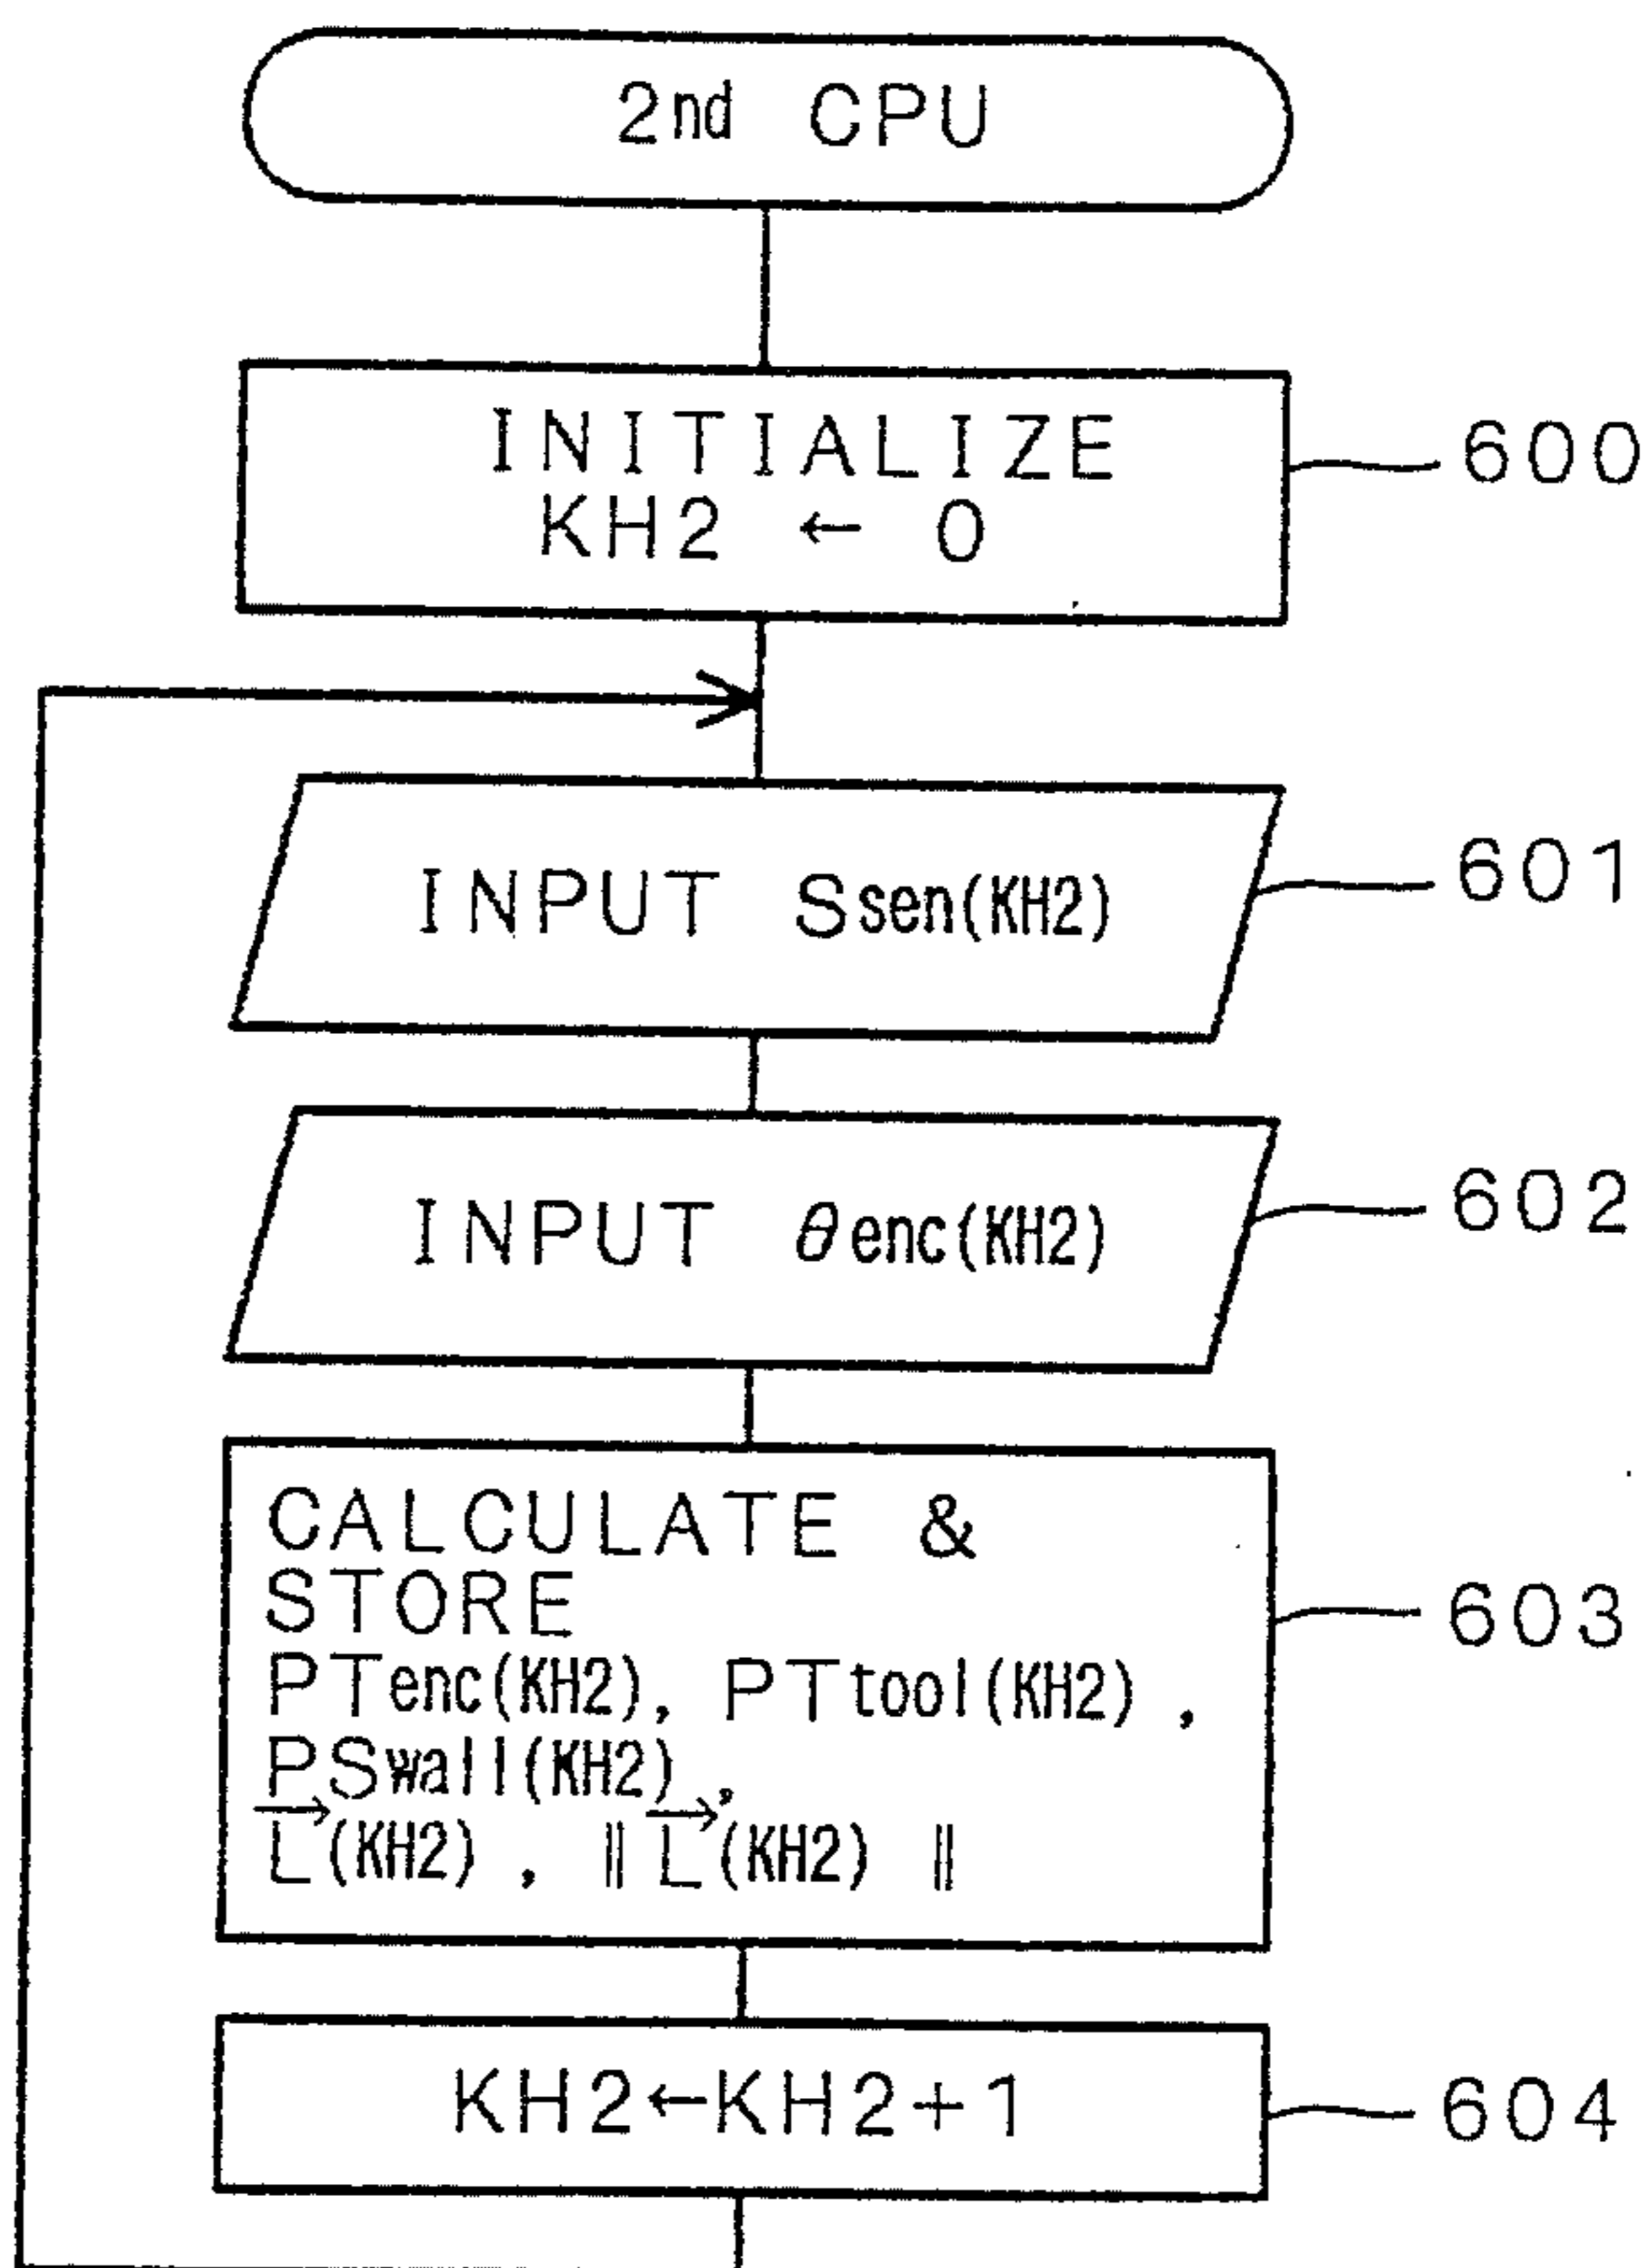 2nd CPU
INITIALIZE
KH2 ← 0
600
INPUT Ssen(KH2)
601
INPUT θenc(KH2)
602
CALCULATE &
STORE
PTenc(KH2), PTtool(KH2),
PSwall(KH2),
L⃗(KH2), ‖L⃗(KH2)‖
603
KH2←KH2+1
604